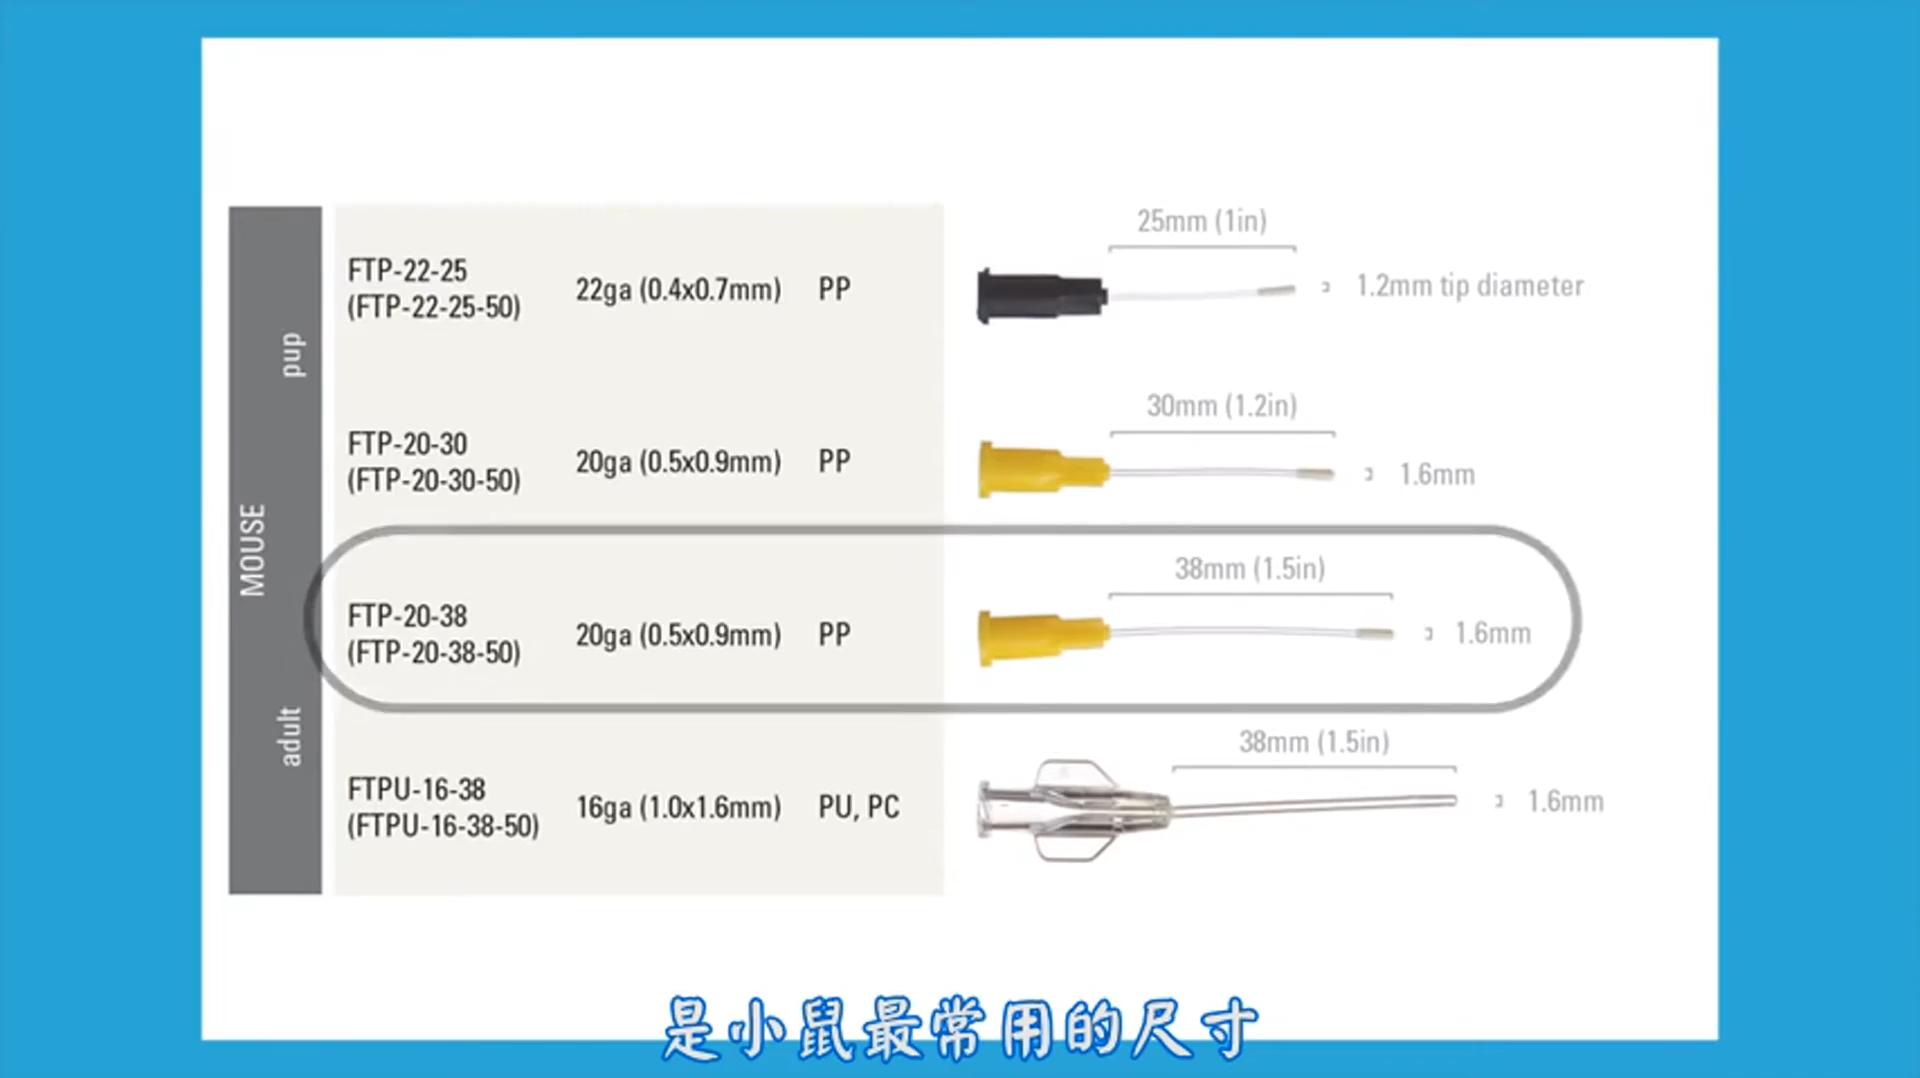 25mm (1in)
FTP-22-25
(FTP-22-25-50)
22ga (0.4x0.7mm)
PP
1.2mm tip diameter
pup
30mm (1.2in)
FTP-20-30
(FTP-20-30-50)
20ga (0.5x0.9mm)
PP
1.6mm
MOUSE
38mm (1.5in)
FTP-20-38
(FTP-20-38-50)
20ga (0.5x0.9mm)
PP
1.6mm
adult
38mm (1.5in)
FTPU-16-38
(FTPU-16-38-50)
16ga (1.0x1.6mm)
PU, PC
1.6mm
是小鼠最常用的尺寸